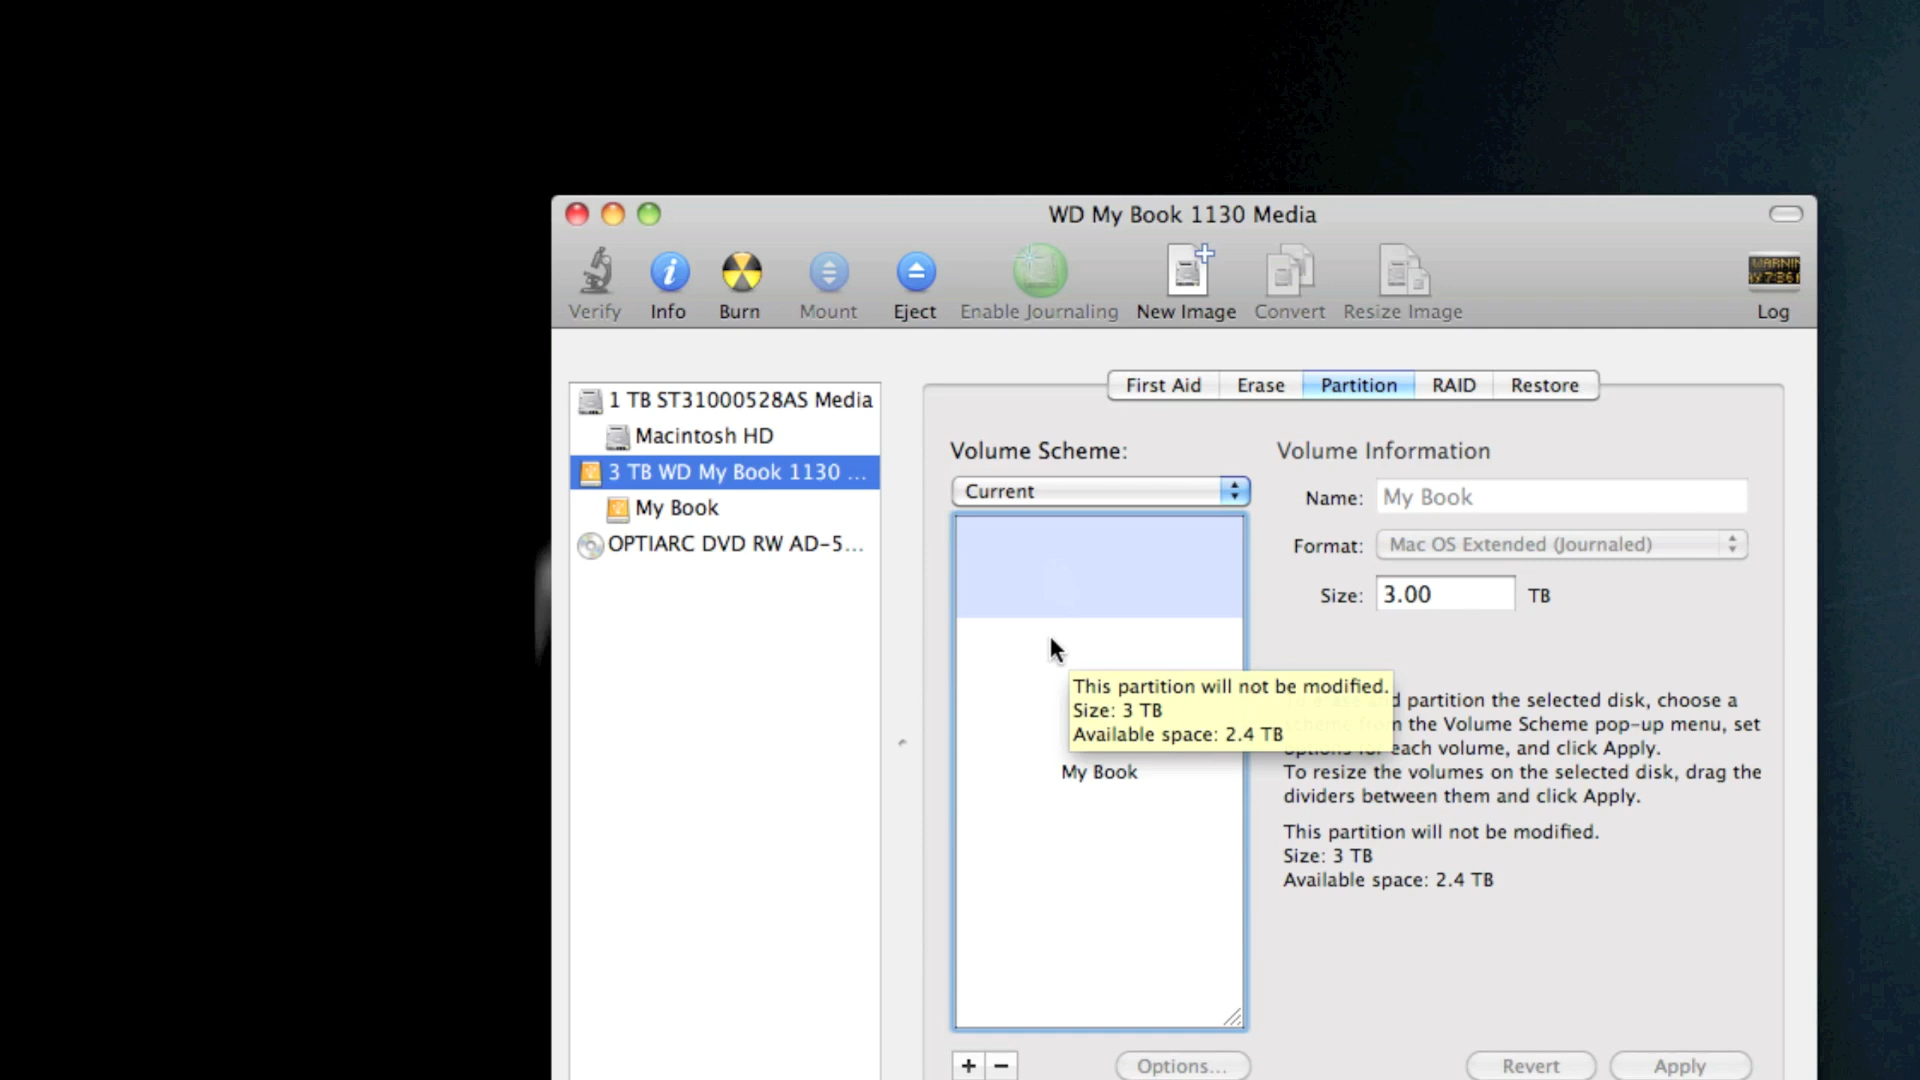 WD My Book 1130 Media
Verify
Info
Burn
Mount
Eject
Enable Journaling
New Image
Convert
Resize Image
Log
1 TB ST31000528AS Media
Macintosh HD
3 TB WD My Book 1130 ...
My Book
OPTIARC DVD RW AD-5...
First Aid
Erase
Partition
RAID
Restore
Volume Scheme:
Current
My Book
Volume Information
Name: My Book
Format: Mac OS Extended (Journaled)
Size: 3.00 TB
This partition will not be modified.
Size: 3 TB
Available space: 2.4 TB
partition the selected disk, choose a
the Volume Scheme pop-up menu, set
each volume, and click Apply.
To resize the volumes on the selected disk, drag the
dividers between them and click Apply.
This partition will not be modified.
Size: 3 TB
Available space: 2.4 TB
+
−
Options...
Revert
Apply